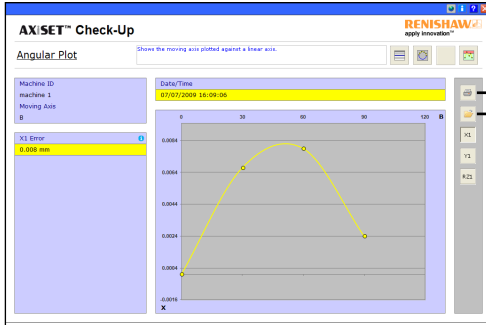 AXISET™ Check-Up
RENISHAW
apply innovation™
Angular Plot
Shows the moving axis plotted against a linear axis.
Machine ID
machine 1
Moving Axis
B
Date/Time
07/07/2009 16:09:06
X1 Error
0.008 mm
0 30 60 90 120 B
0.0084
0.0064
0.0044
0.0024
0.0004
-0.0016
X
X1
Y1
RZ1